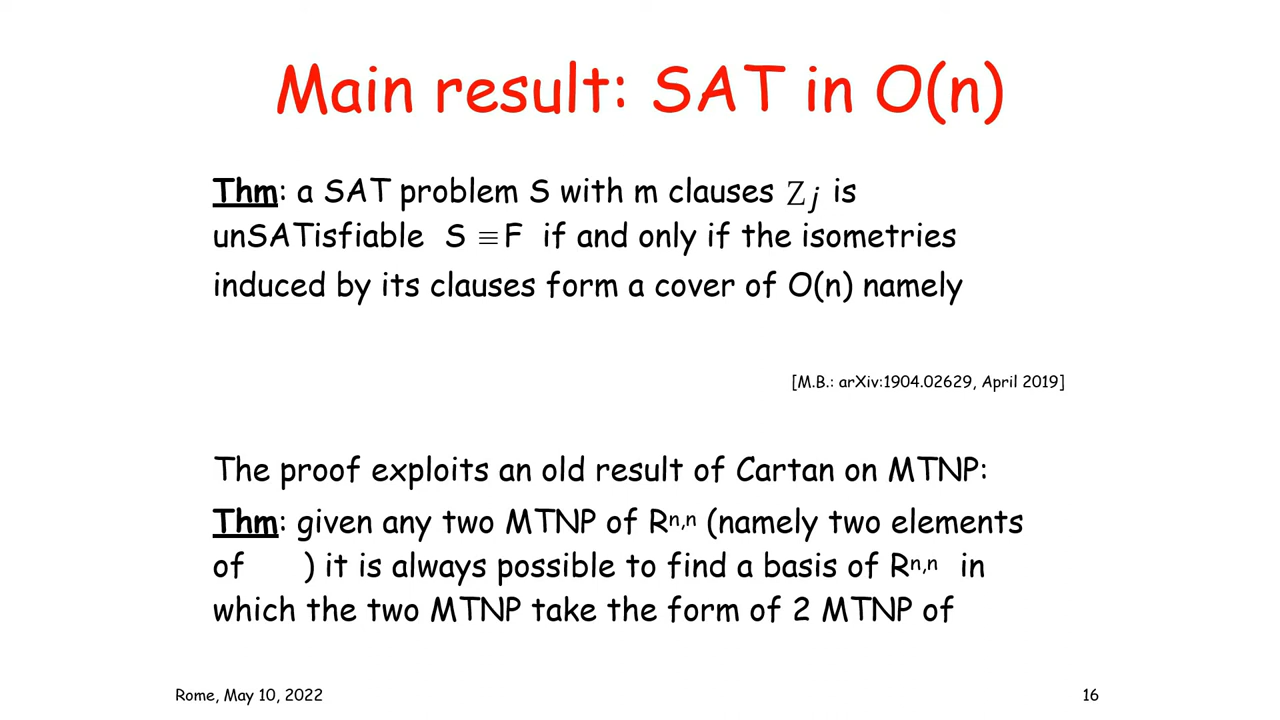 Main result: SAT in O(n)
Thm: a SAT problem S with m clauses Z_j is
unSATisfiable S ≡ F if and only if the isometries
induced by its clauses form a cover of O(n) namely
[M.B.: arXiv:1904.02629, April 2019]
The proof exploits an old result of Cartan on MTNP:
Thm: given any two MTNP of Rⁿ,ⁿ (namely two elements
of ) it is always possible to find a basis of Rⁿ,ⁿ in
which the two MTNP take the form of 2 MTNP of
Rome, May 10, 2022
16